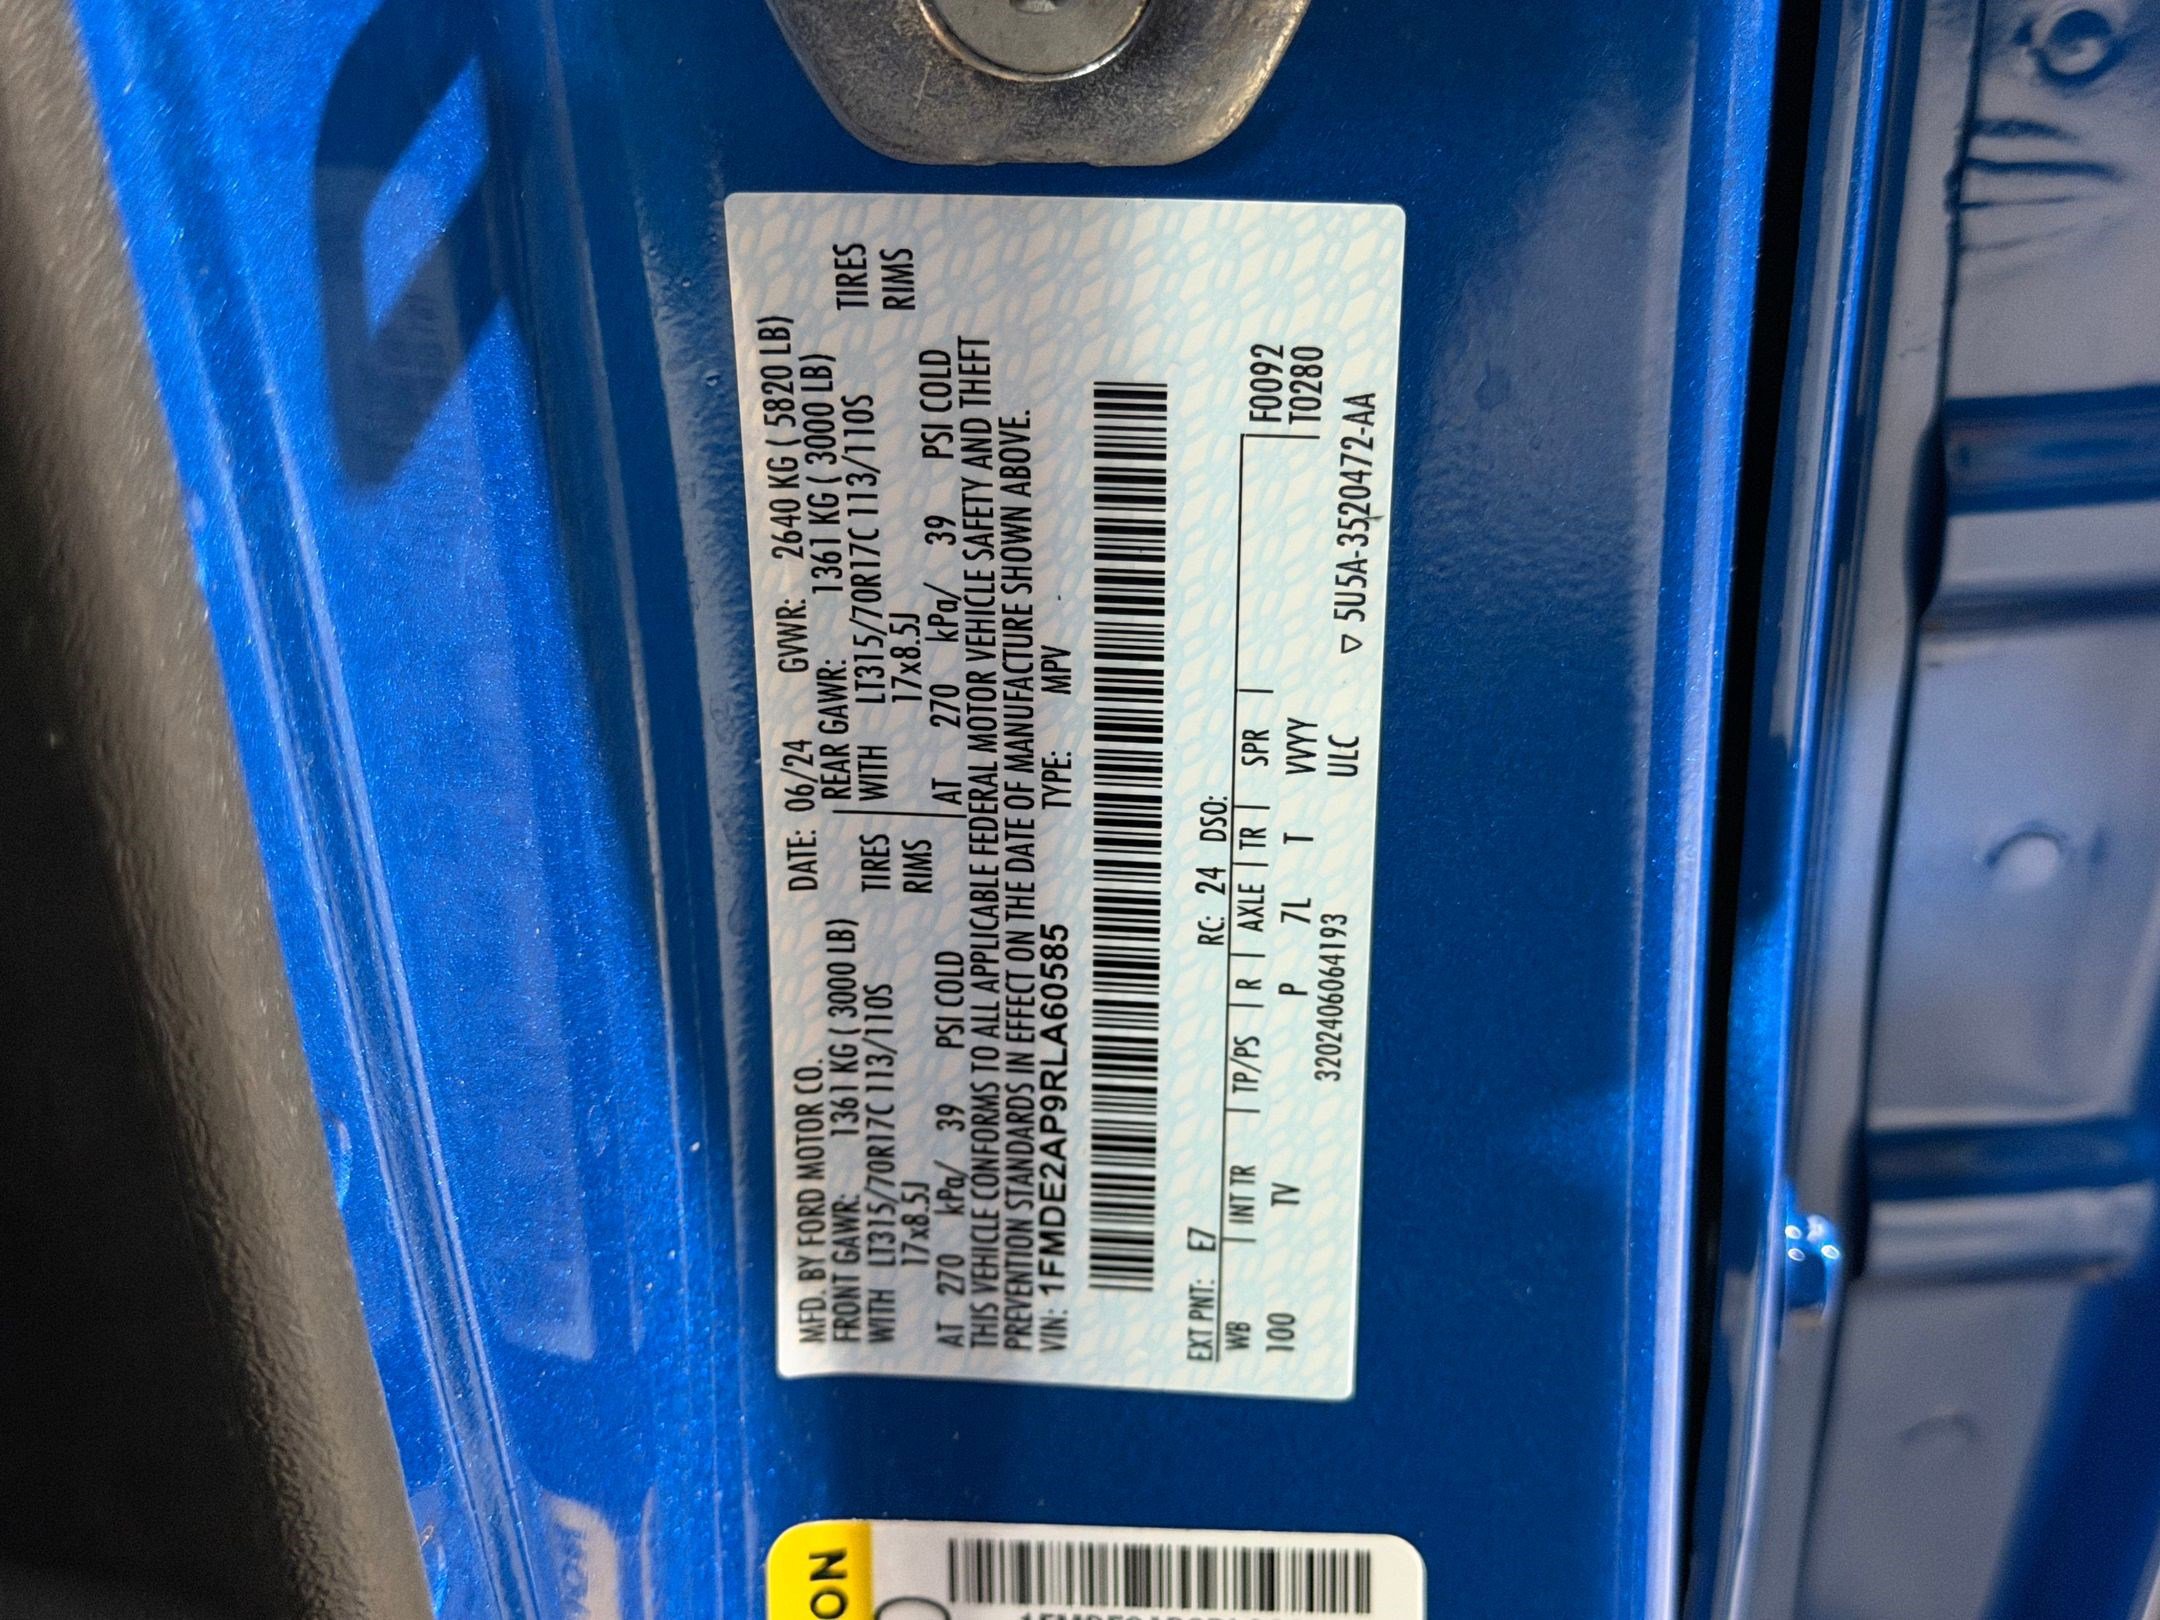 MFD. BY FORD MOTOR CO. DATE: 06/24 GVWR: 2640 KG ( 5820 LB)
FRONT GAWR: 1361 KG ( 3000 LB) REAR GAWR: 1361 KG ( 3000 LB)
WITH LT315/70R17C 113/110S TIRES WITH LT315/70R17C 113/110S TIRES
17x8.5J RIMS 17x8.5J RIMS
AT 270 kPa/ 39 PSI COLD AT 270 kPa/ 39 PSI COLD
THIS VEHICLE CONFORMS TO ALL APPLICABLE FEDERAL MOTOR VEHICLE SAFETY AND THEFT
PREVENTION STANDARDS IN EFFECT ON THE DATE OF MANUFACTURE SHOWN ABOVE.
VIN: 1FMDE2AP9RLA60585 TYPE: MPV
EXT PNT: E7 RC: 24 DSO: F0092
WB | INT TR | TP/PS | R | AXLE | TR | SPR | T0280
100 TV P 7L T VVYY
3202406064193 ULC ▽ 5U5A-3520472-AA